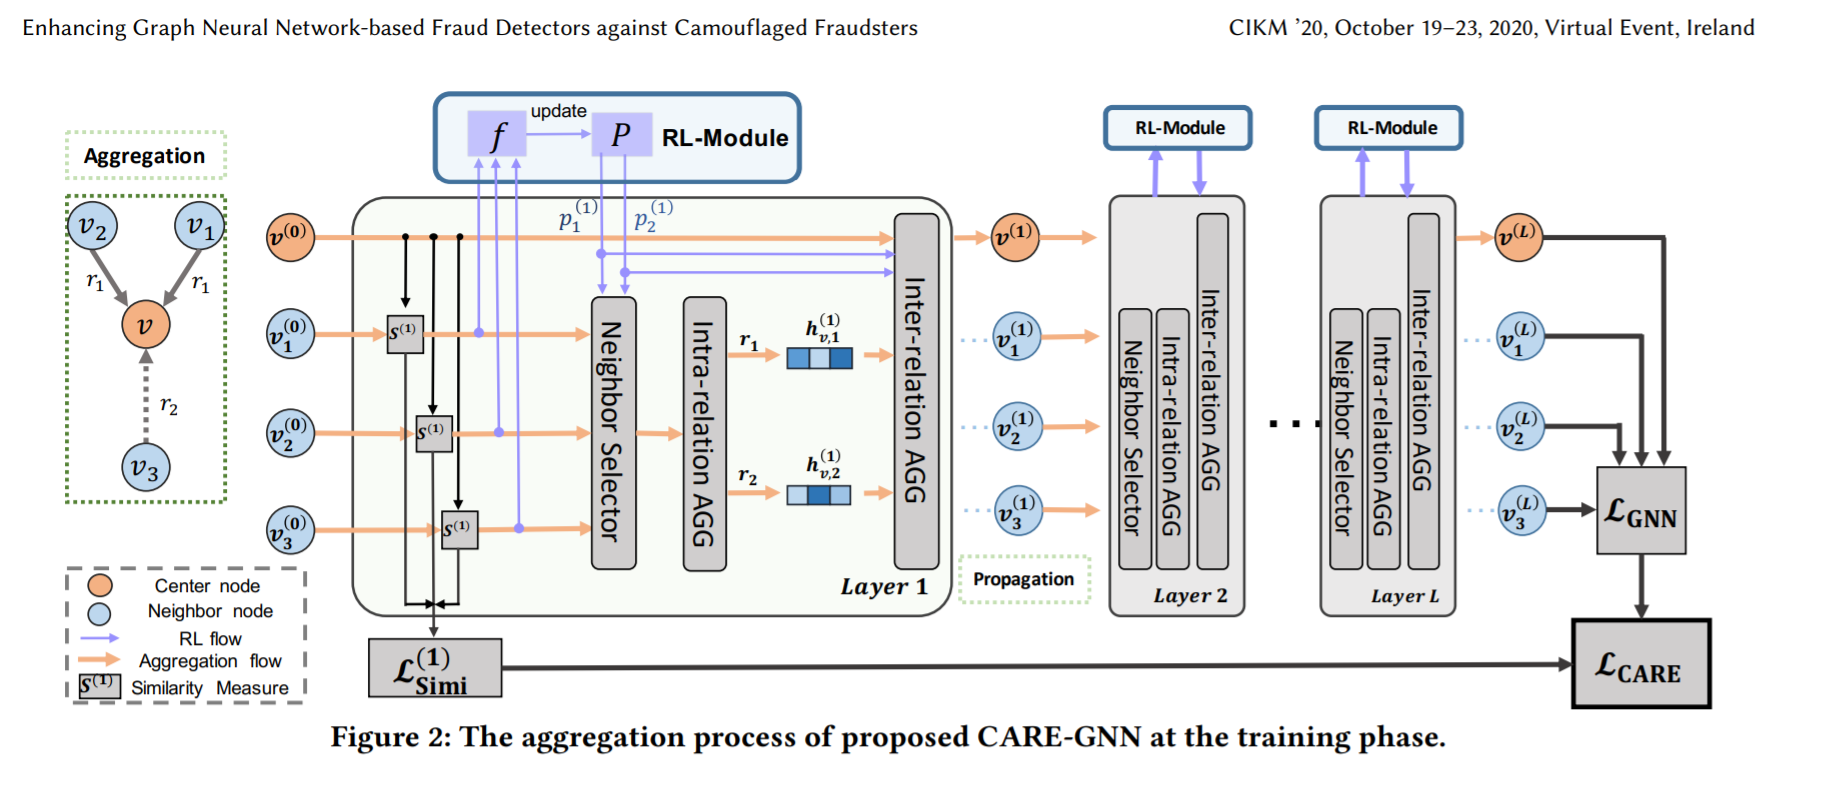 Enhancing Graph Neural Network-based Fraud Detectors against Camouflaged Fraudsters
CIKM ’20, October 19–23, 2020, Virtual Event, Ireland
Aggregation
v₂
v₁
r₁
r₁
v
r₂
v₃
Center node
Neighbor node
RL flow
Aggregation flow
S⁽¹⁾ Similarity Measure
f
update
P
RL-Module
p₁⁽¹⁾
p₂⁽¹⁾
v⁽⁰⁾
v₁⁽⁰⁾
v₂⁽⁰⁾
v₃⁽⁰⁾
S⁽¹⁾
S⁽¹⁾
S⁽¹⁾
Neighbor Selector
Intra-relation AGG
r₁
h_{v,1}⁽¹⁾
r₂
h_{v,2}⁽¹⁾
Inter-relation AGG
Layer 1
v⁽¹⁾
v₁⁽¹⁾
v₂⁽¹⁾
v₃⁽¹⁾
Propagation
RL-Module
Neighbor Selector
Intra-relation AGG
Inter-relation AGG
Layer 2
...
RL-Module
Neighbor Selector
Intra-relation AGG
Inter-relation AGG
Layer L
v⁽ᴸ⁾
v₁⁽ᴸ⁾
v₂⁽ᴸ⁾
v₃⁽ᴸ⁾
ℒ_GNN
ℒ_Simi⁽¹⁾
ℒ_CARE
Figure 2: The aggregation process of proposed CARE-GNN at the training phase.